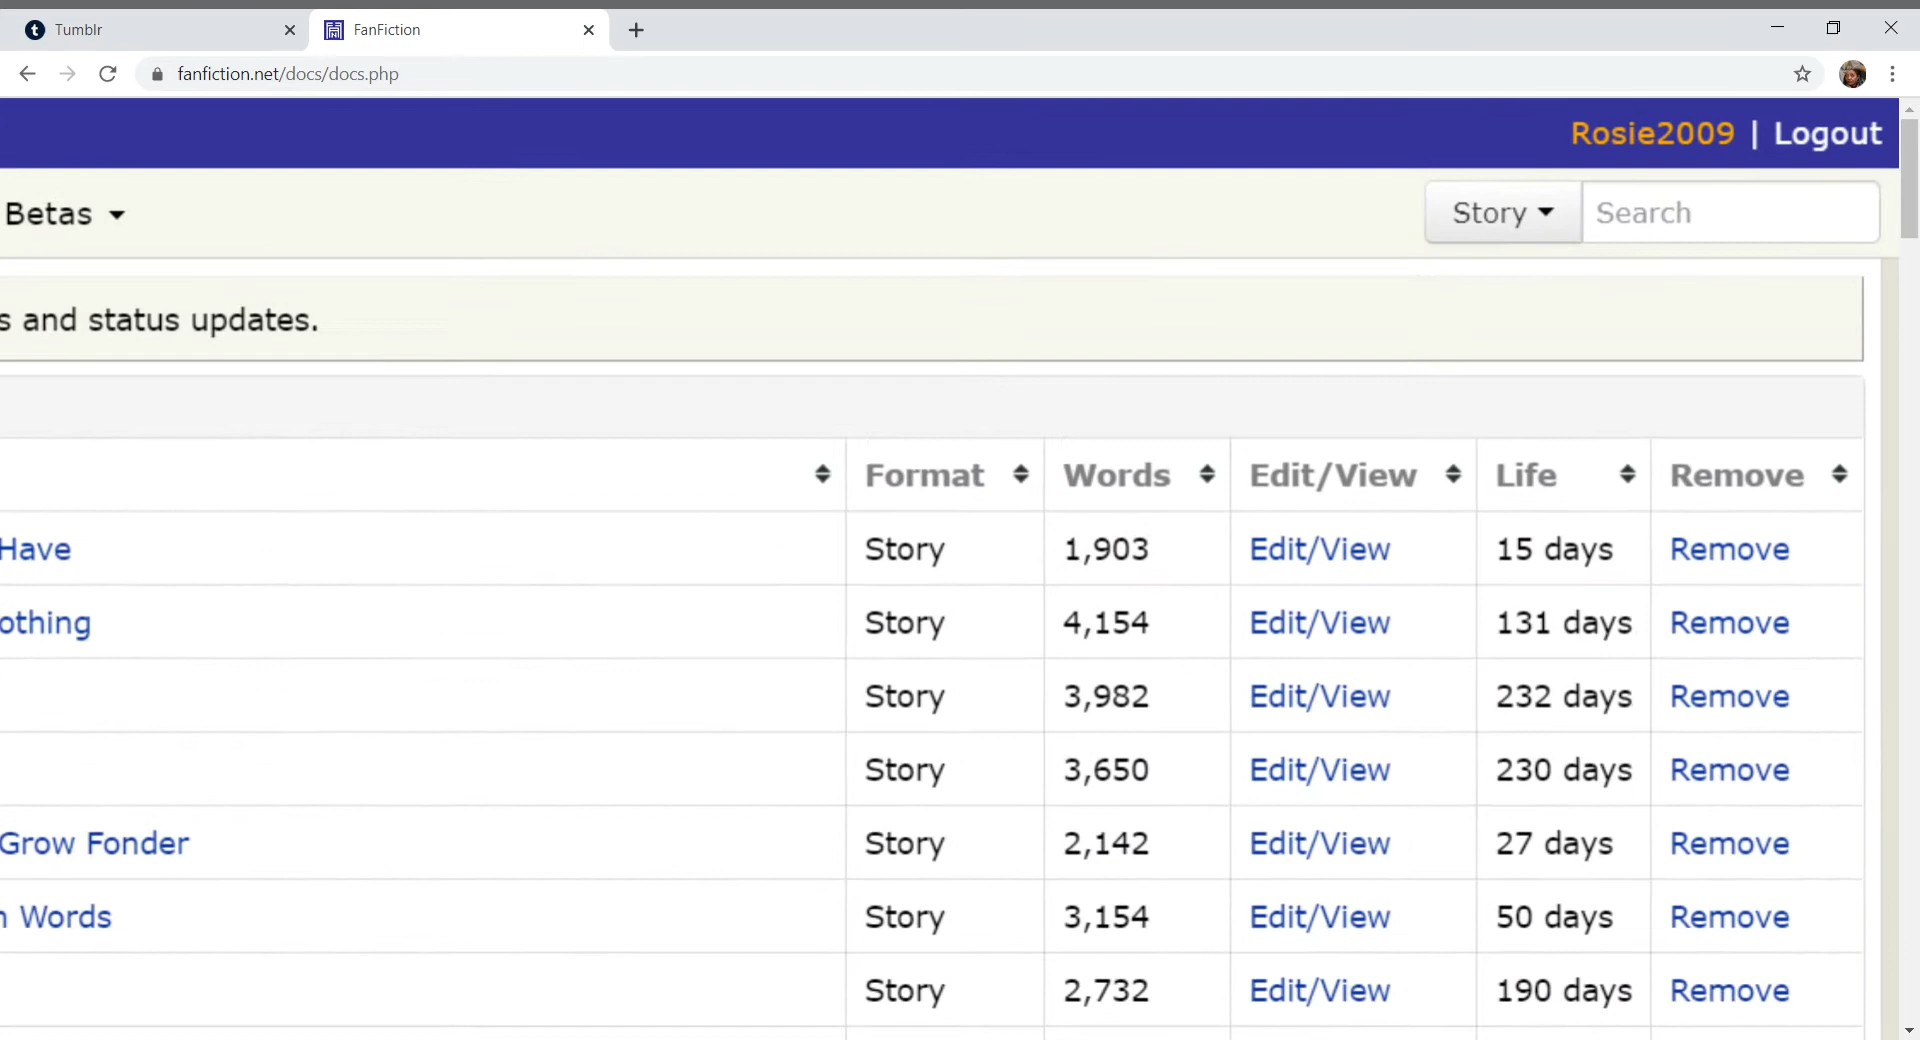 Tumblr FanFiction
fanfiction.net/docs/docs.php
Rosie2009 | Logout
Betas Story Search
s and status updates.
Format Words Edit/View Life Remove
Have Story 1,903 Edit/View 15 days Remove
othing Story 4,154 Edit/View 131 days Remove
Story 3,982 Edit/View 232 days Remove
Story 3,650 Edit/View 230 days Remove
Grow Fonder Story 2,142 Edit/View 27 days Remove
n Words Story 3,154 Edit/View 50 days Remove
Story 2,732 Edit/View 190 days Remove